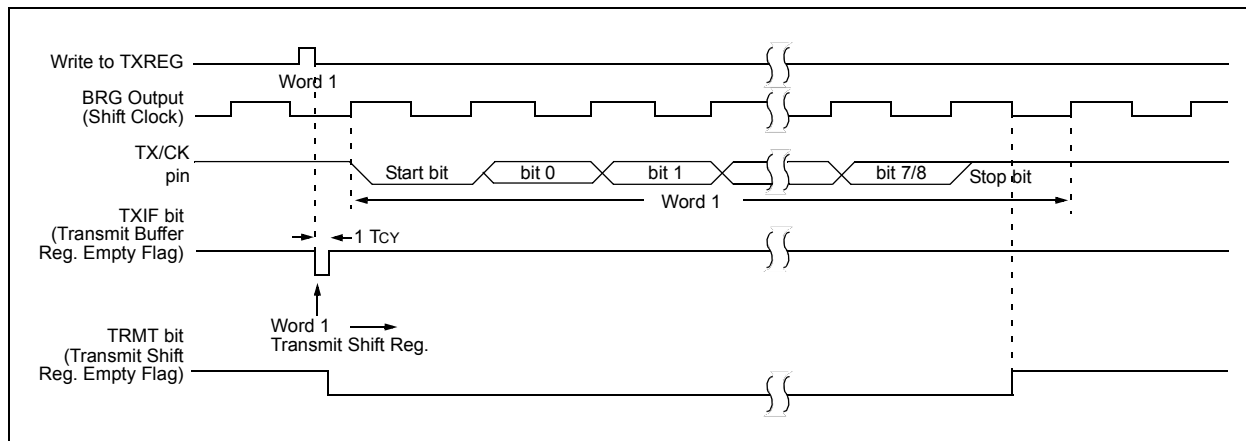 Write to TXREG
Word 1
BRG Output
(Shift Clock)
TX/CK
pin
Start bit
bit 0
bit 1
bit 7/8
Stop bit
Word 1
TXIF bit
(Transmit Buffer
Reg. Empty Flag)
1 TCY
Word 1
Transmit Shift Reg.
TRMT bit
(Transmit Shift
Reg. Empty Flag)